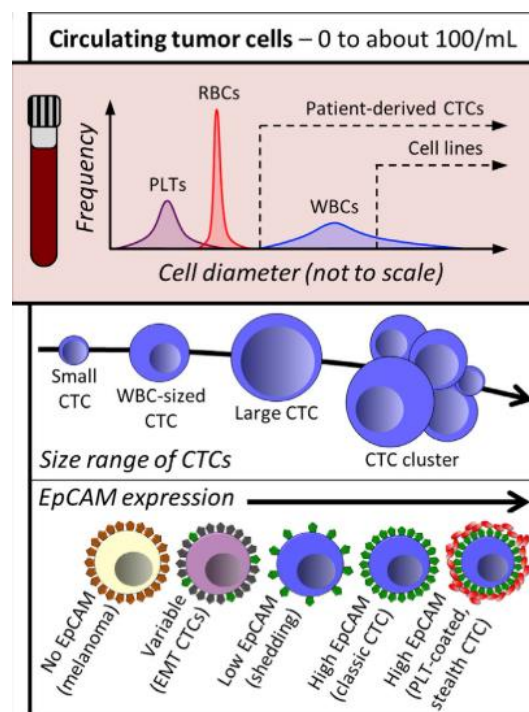 Circulating tumor cells – 0 to about 100/mL
RBCs
Patient-derived CTCs
Cell lines
PLTs
WBCs
Frequency
Cell diameter (not to scale)
Small
CTC
WBC-sized
CTC
Large CTC
CTC cluster
Size range of CTCs
EpCAM expression
No EpCAM
(melanoma)
Variable
(EMT CTCs)
Low EpCAM
(shedding)
High EpCAM
(classic CTC)
High EpCAM
(PLT-coated,
stealth CTC)